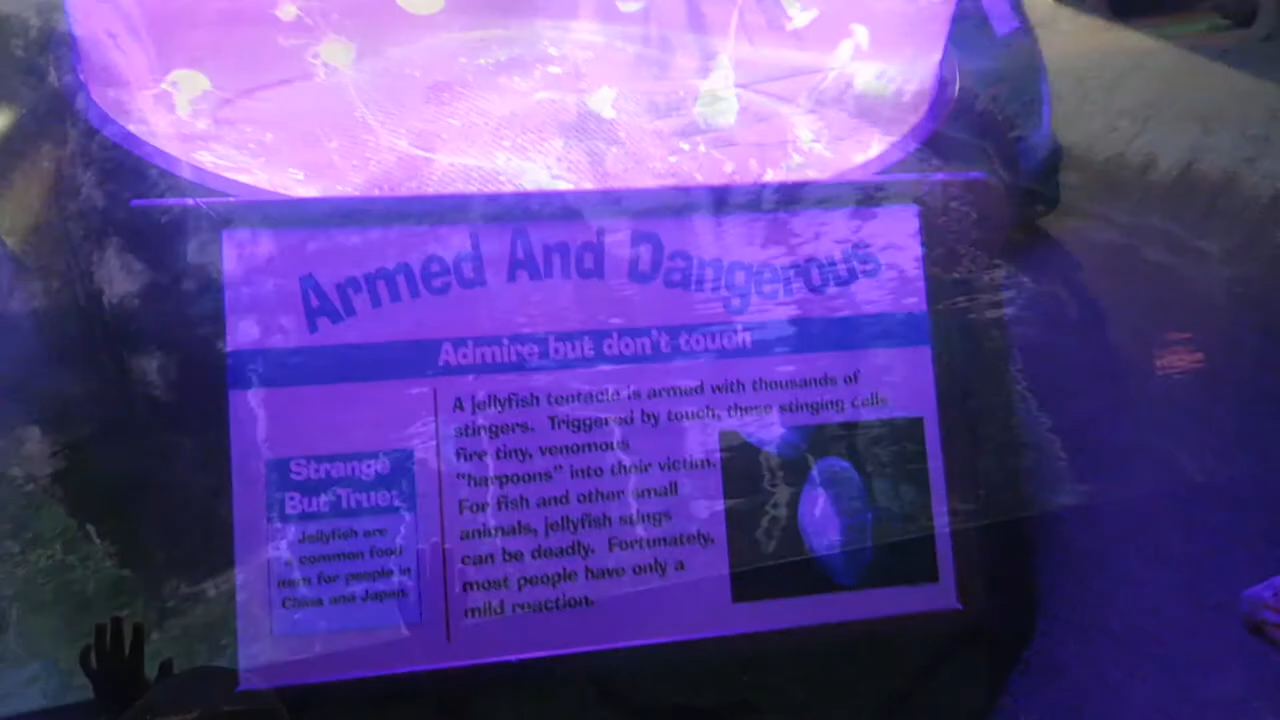 Armed And Dangerous
Admire but don't touch
A jellyfish tentacle is armed with thousands of
stingers. Triggered by touch, these stinging cells
fire tiny, venomous
"harpoons" into their victim.
For fish and other small
animals, jellyfish stings
can be deadly. Fortunately,
most people have only a
mild reaction.
Strange
But True:
Jellyfish are
a common food
item for people in
China and Japan.